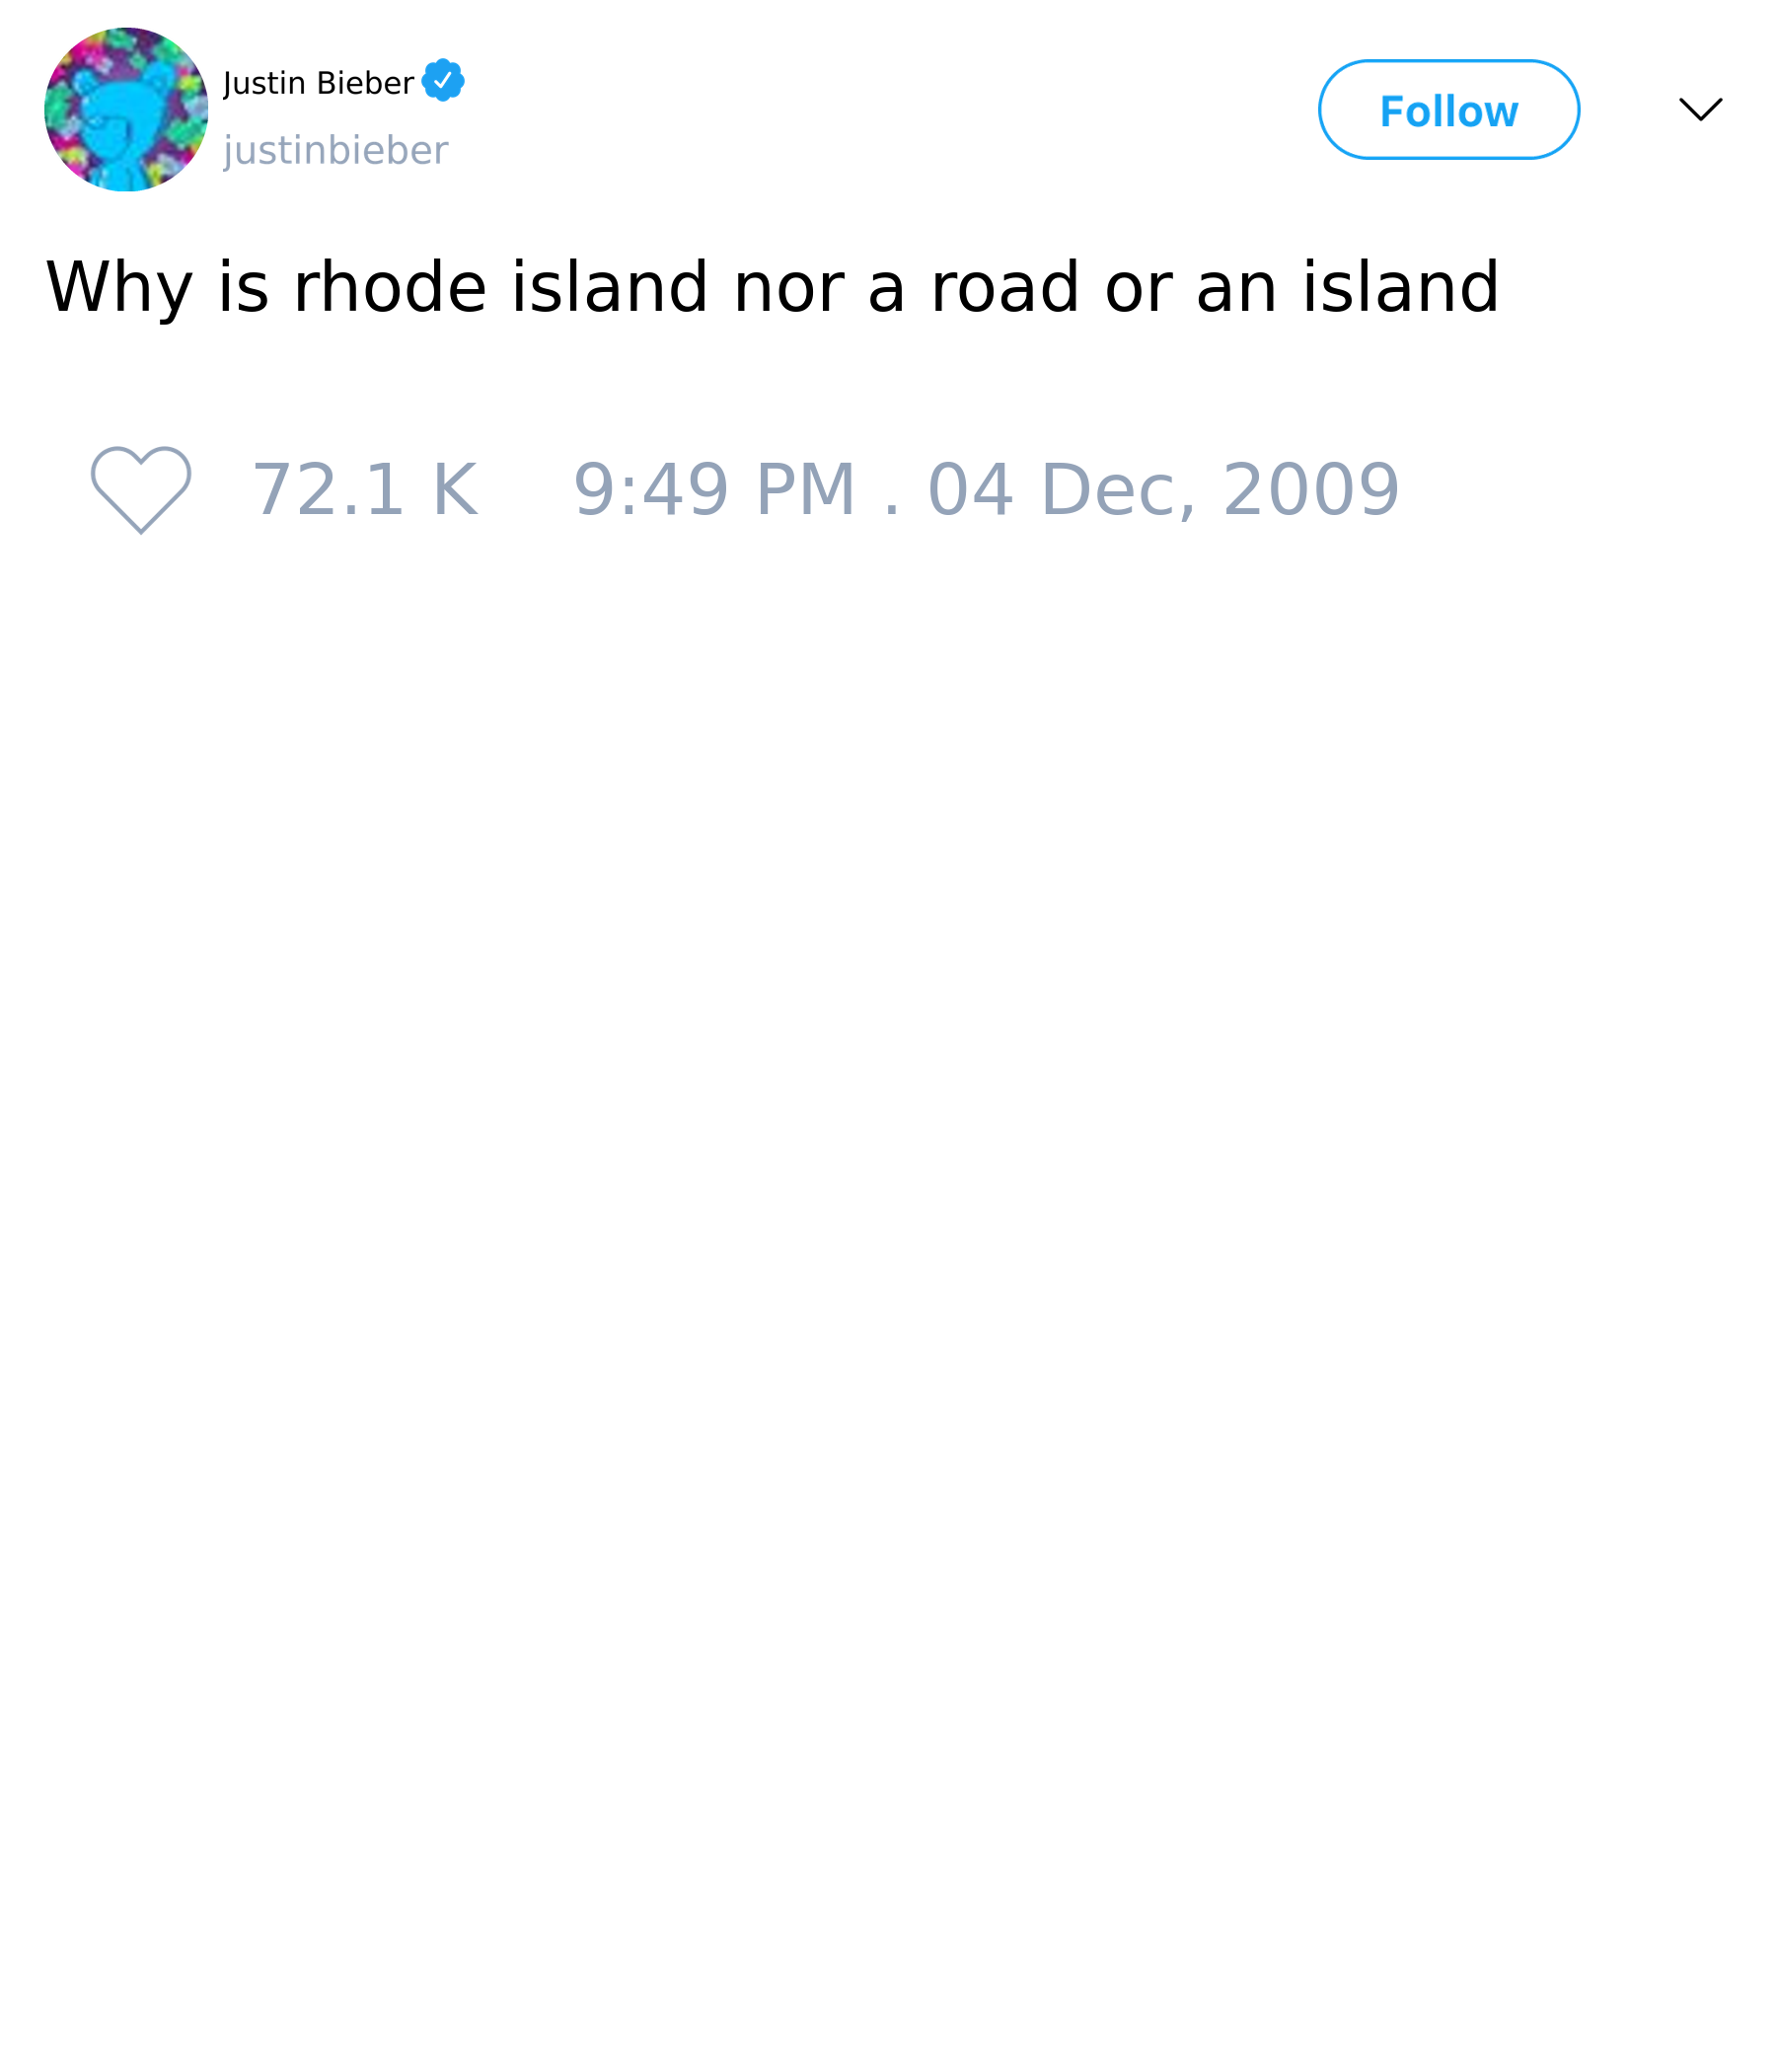 Justin Bieber
justinbieber
Follow
Why is rhode island nor a road or an island
72.1 K 9:49 PM . 04 Dec, 2009